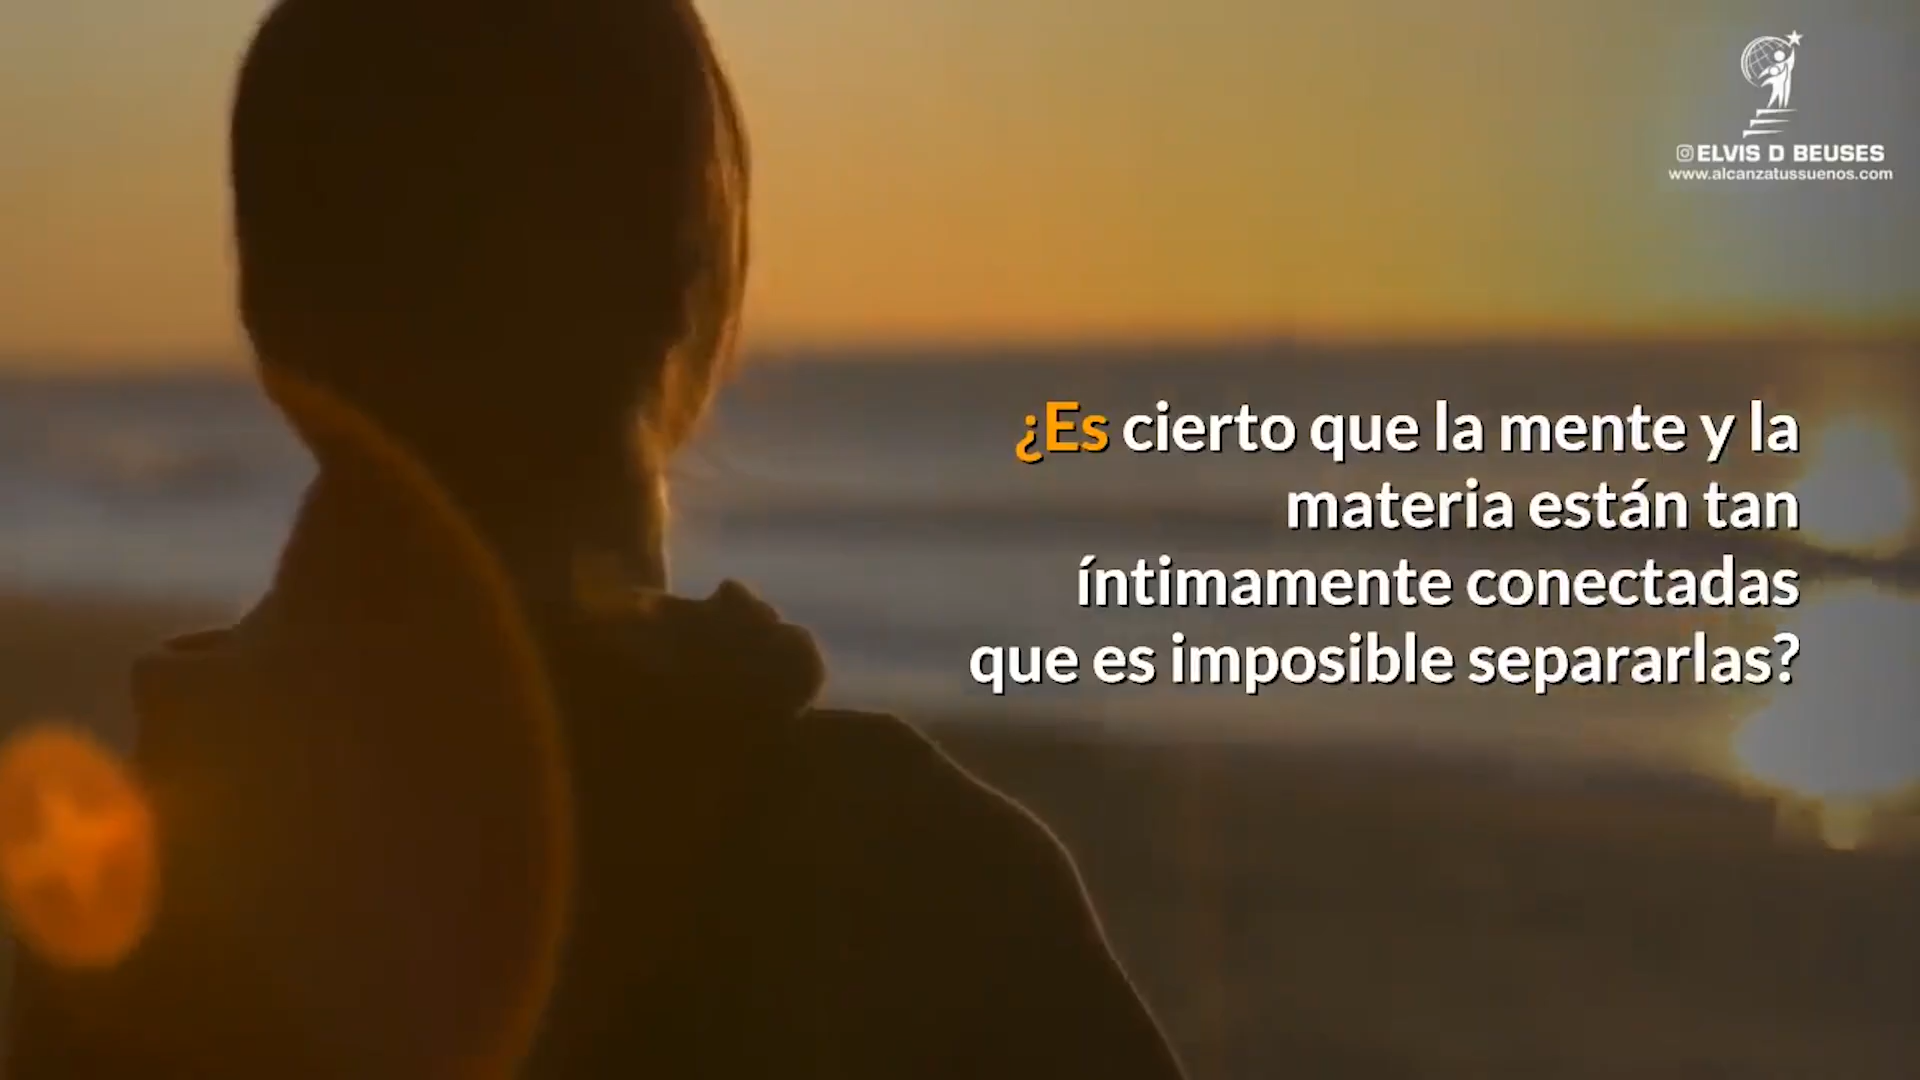 ELVIS D BEUSES
www.alcanzatussuenos.com
¿Es cierto que la mente y la
materia están tan
íntimamente conectadas
que es imposible separarlas?